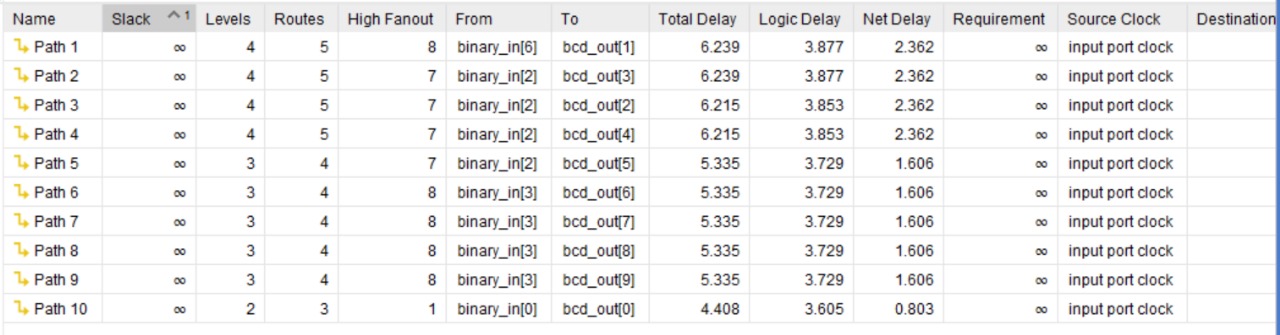 Name Slack ^1 Levels Routes High Fanout From To Total Delay Logic Delay Net Delay Requirement Source Clock Destination
Path 1 ∞ 4 5 8 binary_in[6] bcd_out[1] 6.239 3.877 2.362 ∞ input port clock
Path 2 ∞ 4 5 7 binary_in[2] bcd_out[3] 6.239 3.877 2.362 ∞ input port clock
Path 3 ∞ 4 5 7 binary_in[2] bcd_out[2] 6.215 3.853 2.362 ∞ input port clock
Path 4 ∞ 4 5 7 binary_in[2] bcd_out[4] 6.215 3.853 2.362 ∞ input port clock
Path 5 ∞ 3 4 7 binary_in[2] bcd_out[5] 5.335 3.729 1.606 ∞ input port clock
Path 6 ∞ 3 4 8 binary_in[3] bcd_out[6] 5.335 3.729 1.606 ∞ input port clock
Path 7 ∞ 3 4 8 binary_in[3] bcd_out[7] 5.335 3.729 1.606 ∞ input port clock
Path 8 ∞ 3 4 8 binary_in[3] bcd_out[8] 5.335 3.729 1.606 ∞ input port clock
Path 9 ∞ 3 4 8 binary_in[3] bcd_out[9] 5.335 3.729 1.606 ∞ input port clock
Path 10 ∞ 2 3 1 binary_in[0] bcd_out[0] 4.408 3.605 0.803 ∞ input port clock